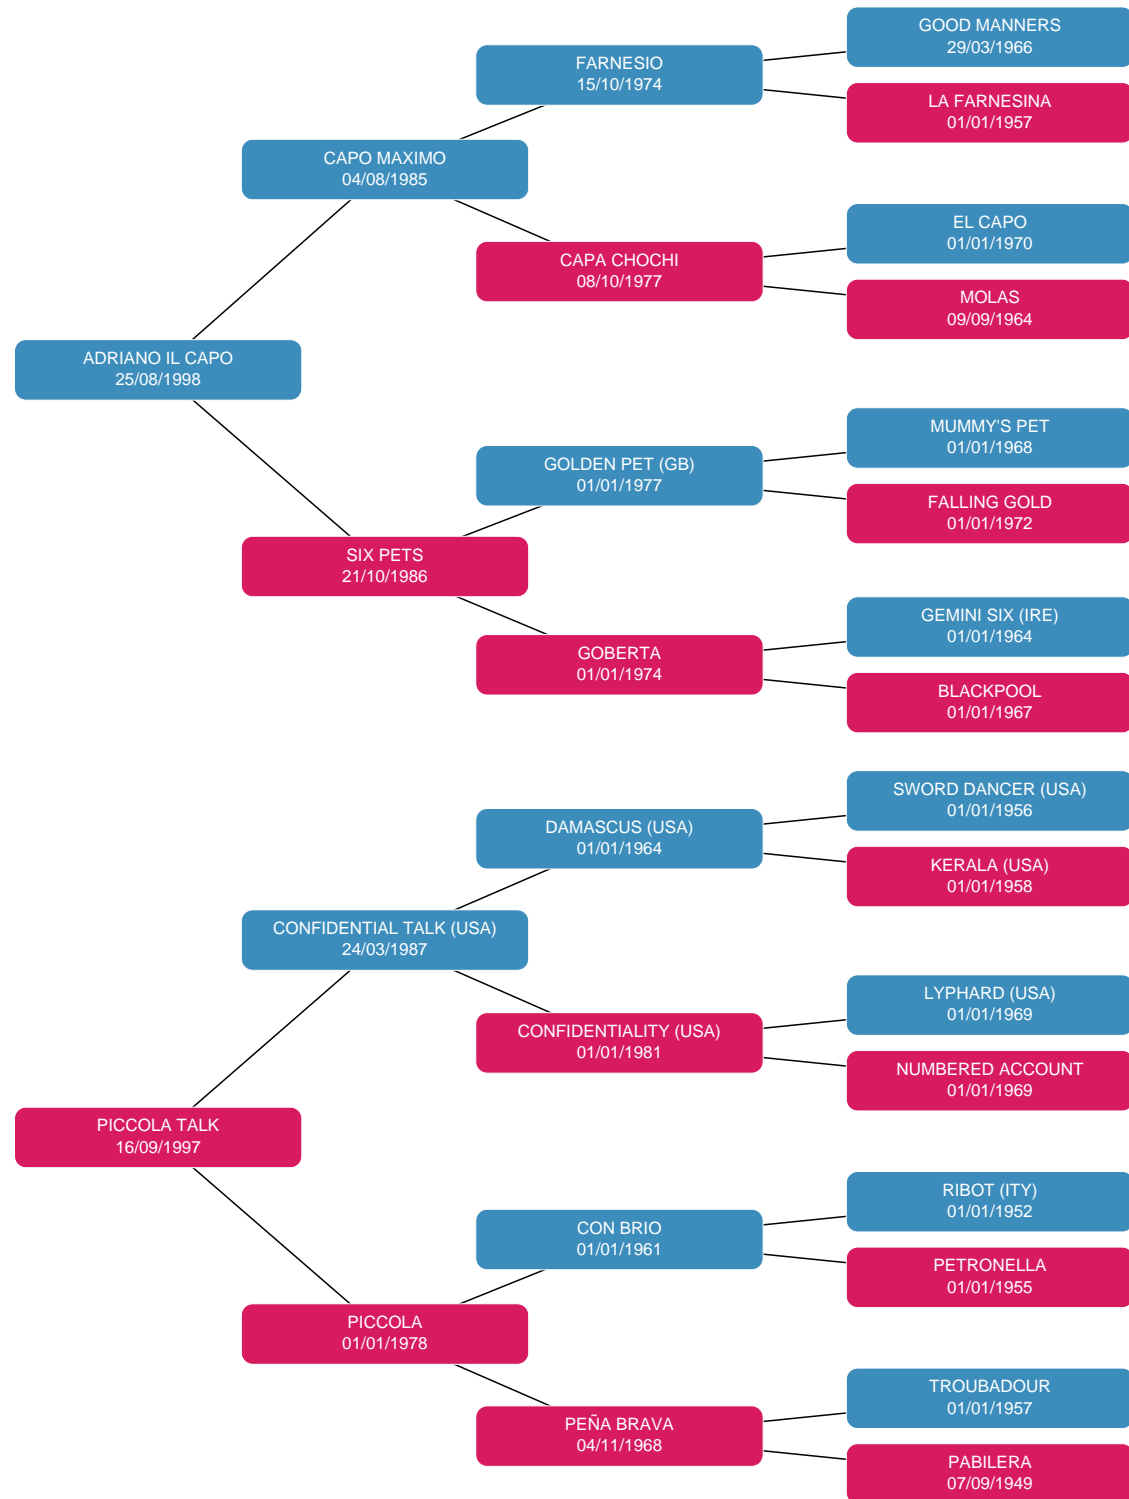 GOOD MANNERS
29/03/1966
FARNESIO
15/10/1974
LA FARNESINA
01/01/1957
CAPO MAXIMO
04/08/1985
EL CAPO
01/01/1970
CAPA CHOCHI
08/10/1977
MOLAS
09/09/1964
ADRIANO IL CAPO
25/08/1998
MUMMY'S PET
01/01/1968
GOLDEN PET (GB)
01/01/1977
FALLING GOLD
01/01/1972
SIX PETS
21/10/1986
GEMINI SIX (IRE)
01/01/1964
GOBERTA
01/01/1974
BLACKPOOL
01/01/1967
SWORD DANCER (USA)
01/01/1956
DAMASCUS (USA)
01/01/1964
KERALA (USA)
01/01/1958
CONFIDENTIAL TALK (USA)
24/03/1987
LYPHARD (USA)
01/01/1969
CONFIDENTIALITY (USA)
01/01/1981
NUMBERED ACCOUNT
01/01/1969
PICCOLA TALK
16/09/1997
RIBOT (ITY)
01/01/1952
CON BRIO
01/01/1961
PETRONELLA
01/01/1955
PICCOLA
01/01/1978
TROUBADOUR
01/01/1957
PEÑA BRAVA
04/11/1968
PABILERA
07/09/1949